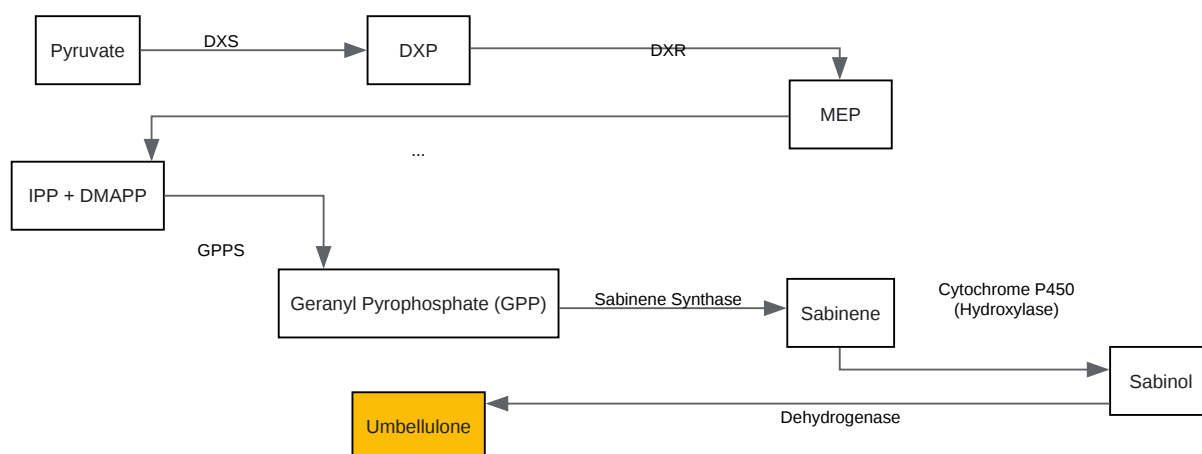 Pyruvate
DXS
DXP
DXR
MEP
...
IPP + DMAPP
GPPS
Geranyl Pyrophosphate (GPP)
Sabinene Synthase
Sabinene
Cytochrome P450
(Hydroxylase)
Sabinol
Dehydrogenase
Umbellulone